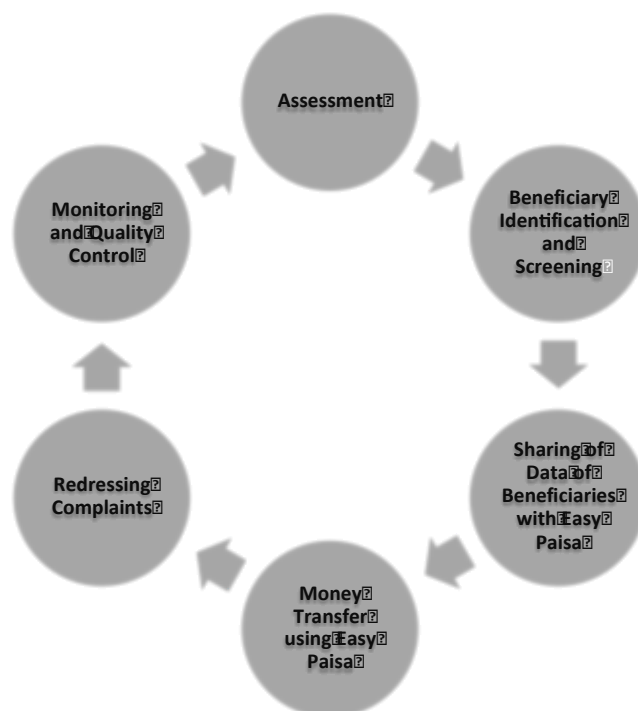 Assessment
Beneficiary
Identification
and
Screening
Sharing of
Data of
Beneficiaries
with Easy
Paisa
Money
Transfer
using Easy
Paisa
Redressing
Complaints
Monitoring
and Quality
Control